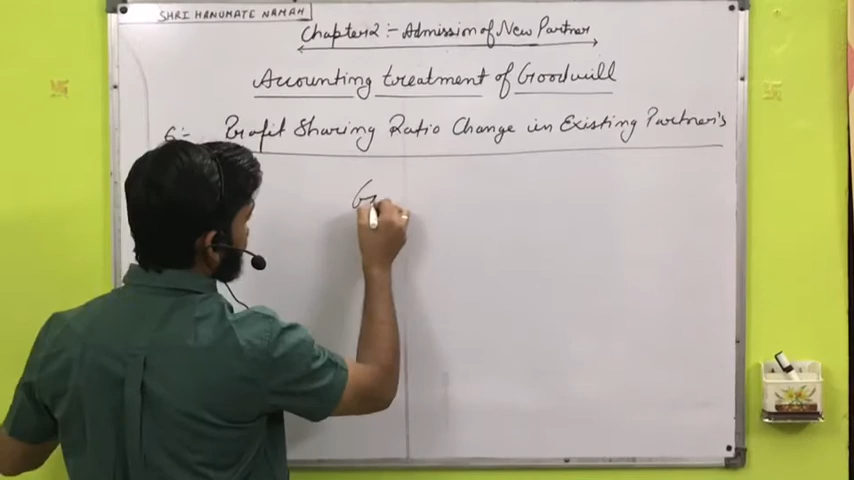 SHRI HANUMATE NAMAH
Chapter 2 :- Admission of New Partner
Accounting treatment of Goodwill
6:- Profit Sharing Ratio Change in Existing Partner's
G